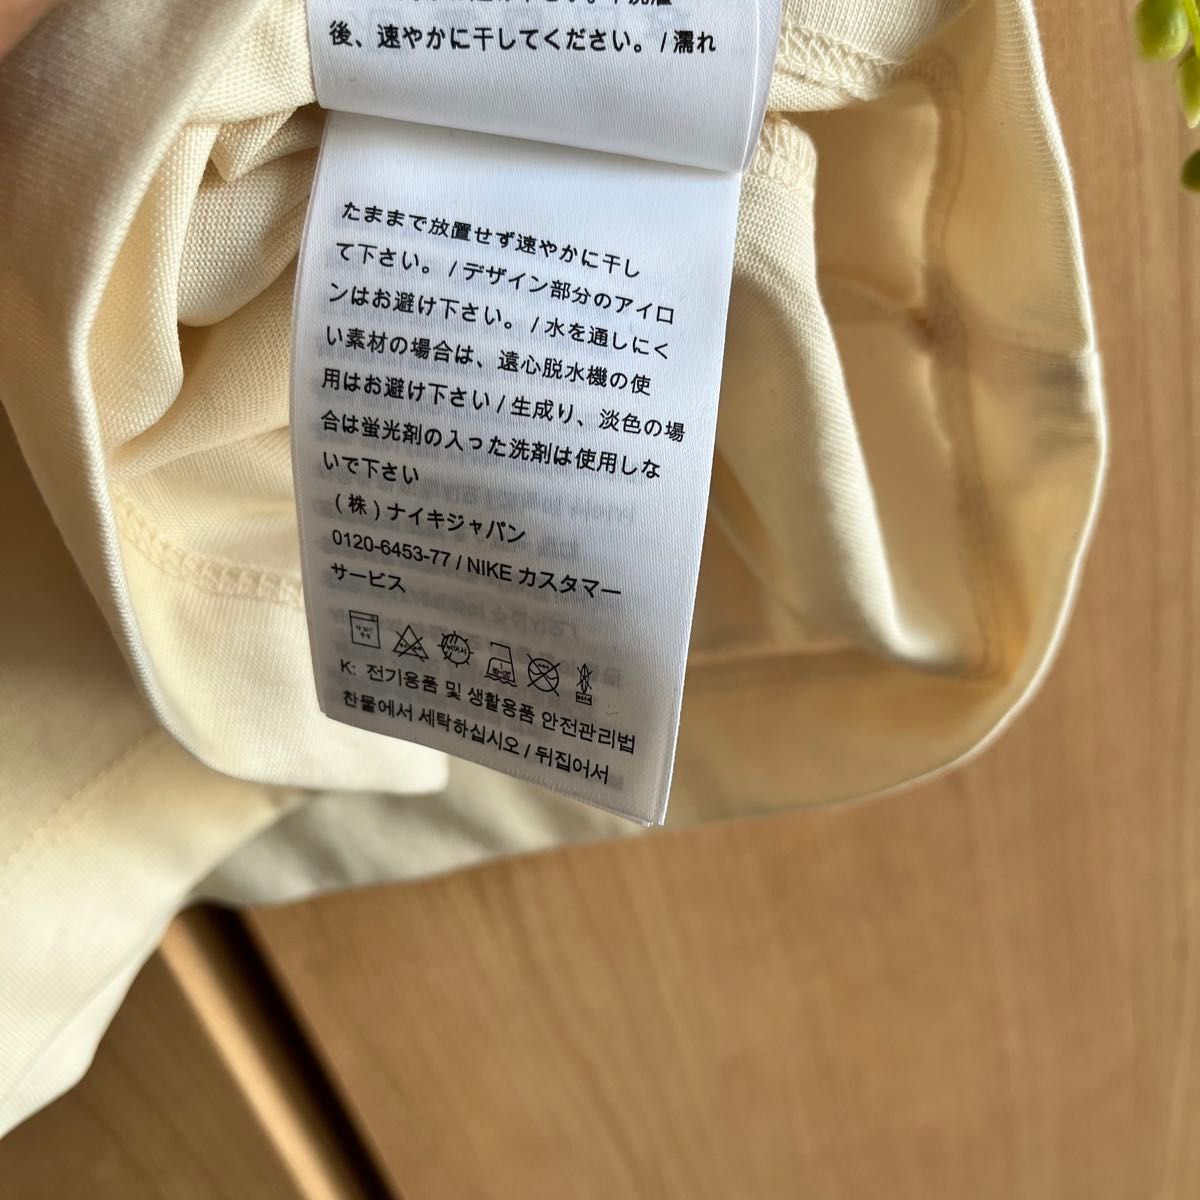 後、速やかに干してください。/ 濡れ
たままで放置せず速やかに干し
て下さい。/ デザイン部分のアイロ
ンはお避け下さい。/ 水を通しにく
い素材の場合は、遠心脱水機の使
用はお避け下さい / 生成り、淡色の場
合は蛍光剤の入った洗剤は使用しな
いで下さい
(株)ナイキジャパン
0120-6453-77 / NIKE カスタマー
サービス
K: 전기용품 및 생활용품 안전관리법
찬물에서 세탁하십시오 / 뒤집어서